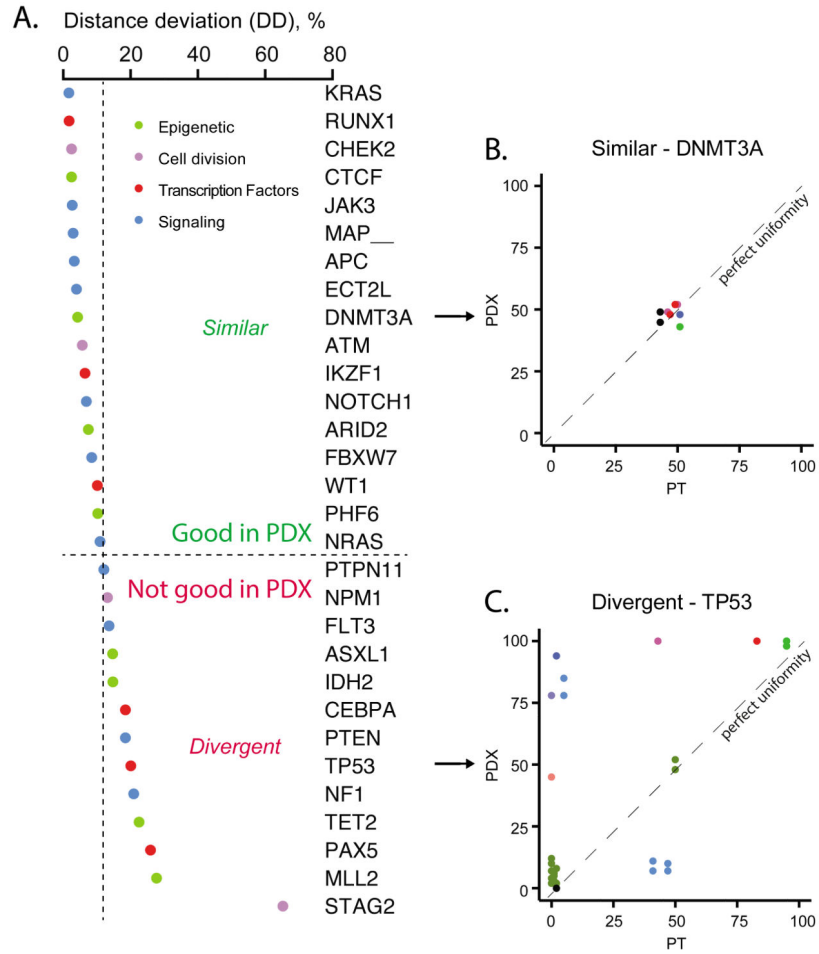 A. Distance deviation (DD), %
0 20 40 60 80
KRAS
RUNX1
Epigenetic
CHEK2
Cell division
CTCF
Transcription Factors
JAK3
Signaling
MAP__
APC
ECT2L
DNMT3A
Similar
ATM
IKZF1
NOTCH1
ARID2
FBXW7
WT1
PHF6
Good in PDX
NRAS
PTPN11
Not good in PDX
NPM1
FLT3
ASXL1
IDH2
CEBPA
PTEN
Divergent
TP53
NF1
TET2
PAX5
MLL2
STAG2
B. Similar - DNMT3A
100
75
50
25
0
PDX
perfect uniformity
0 25 50 75 100
PT
C. Divergent - TP53
100
75
50
25
0
PDX
perfect uniformity
0 25 50 75 100
PT